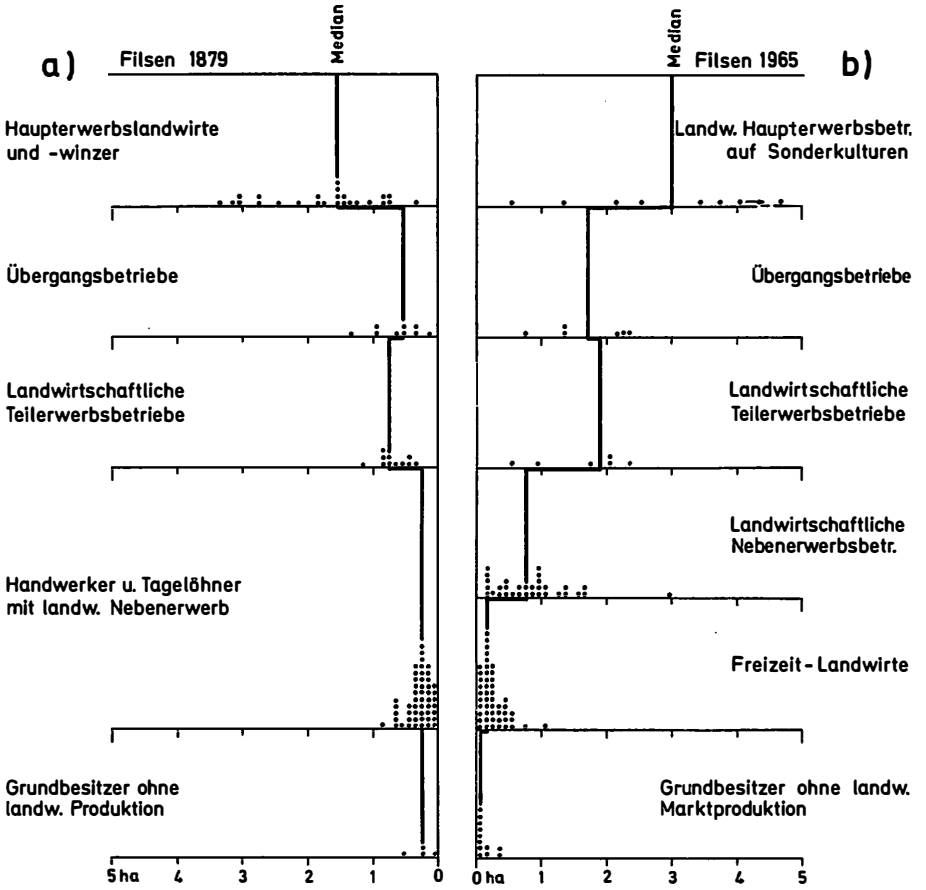 a)
Filsen 1879
Median
Haupterwerbslandwirte
und -winzer
Übergangsbetriebe
Landwirtschaftliche
Teilerwerbsbetriebe
Handwerker u. Tagelöhner
mit landw. Nebenerwerb
Grundbesitzer ohne
landw. Produktion
5 ha 4 3 2 1 0
Median
Filsen 1965
b)
Landw. Haupterwerbsbetr.
auf Sonderkulturen
Übergangsbetriebe
Landwirtschaftliche
Teilerwerbsbetriebe
Landwirtschaftliche
Nebenerwerbsbetr.
Freizeit-Landwirte
Grundbesitzer ohne landw.
Marktproduktion
0 ha 1 2 3 4 5